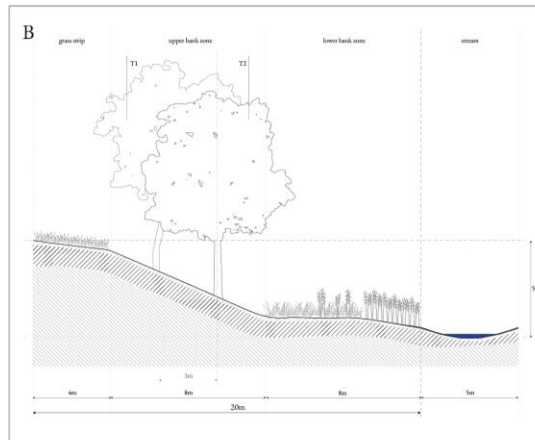 B
grass strip upper bank zone lower bank zone stream
T1 T2
3m
4m 8m 8m 5m
20m